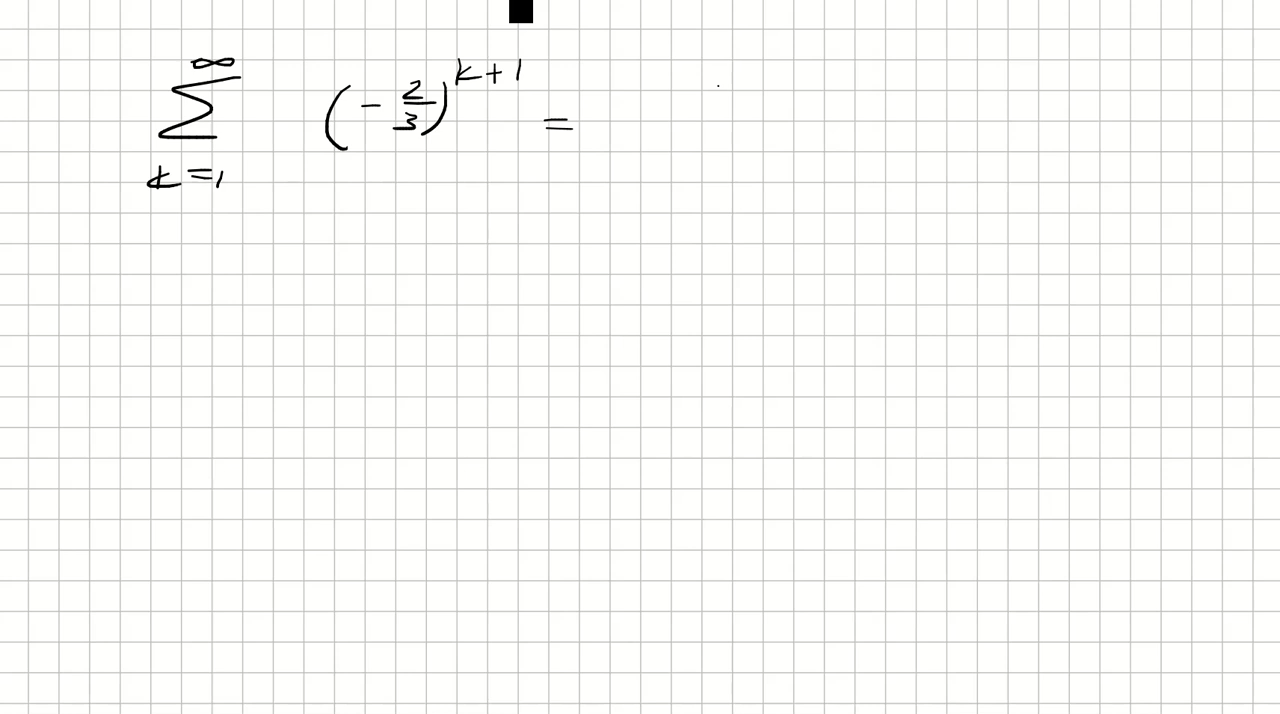 ∞
∑ (-2/3)^(k+1) =
k=1